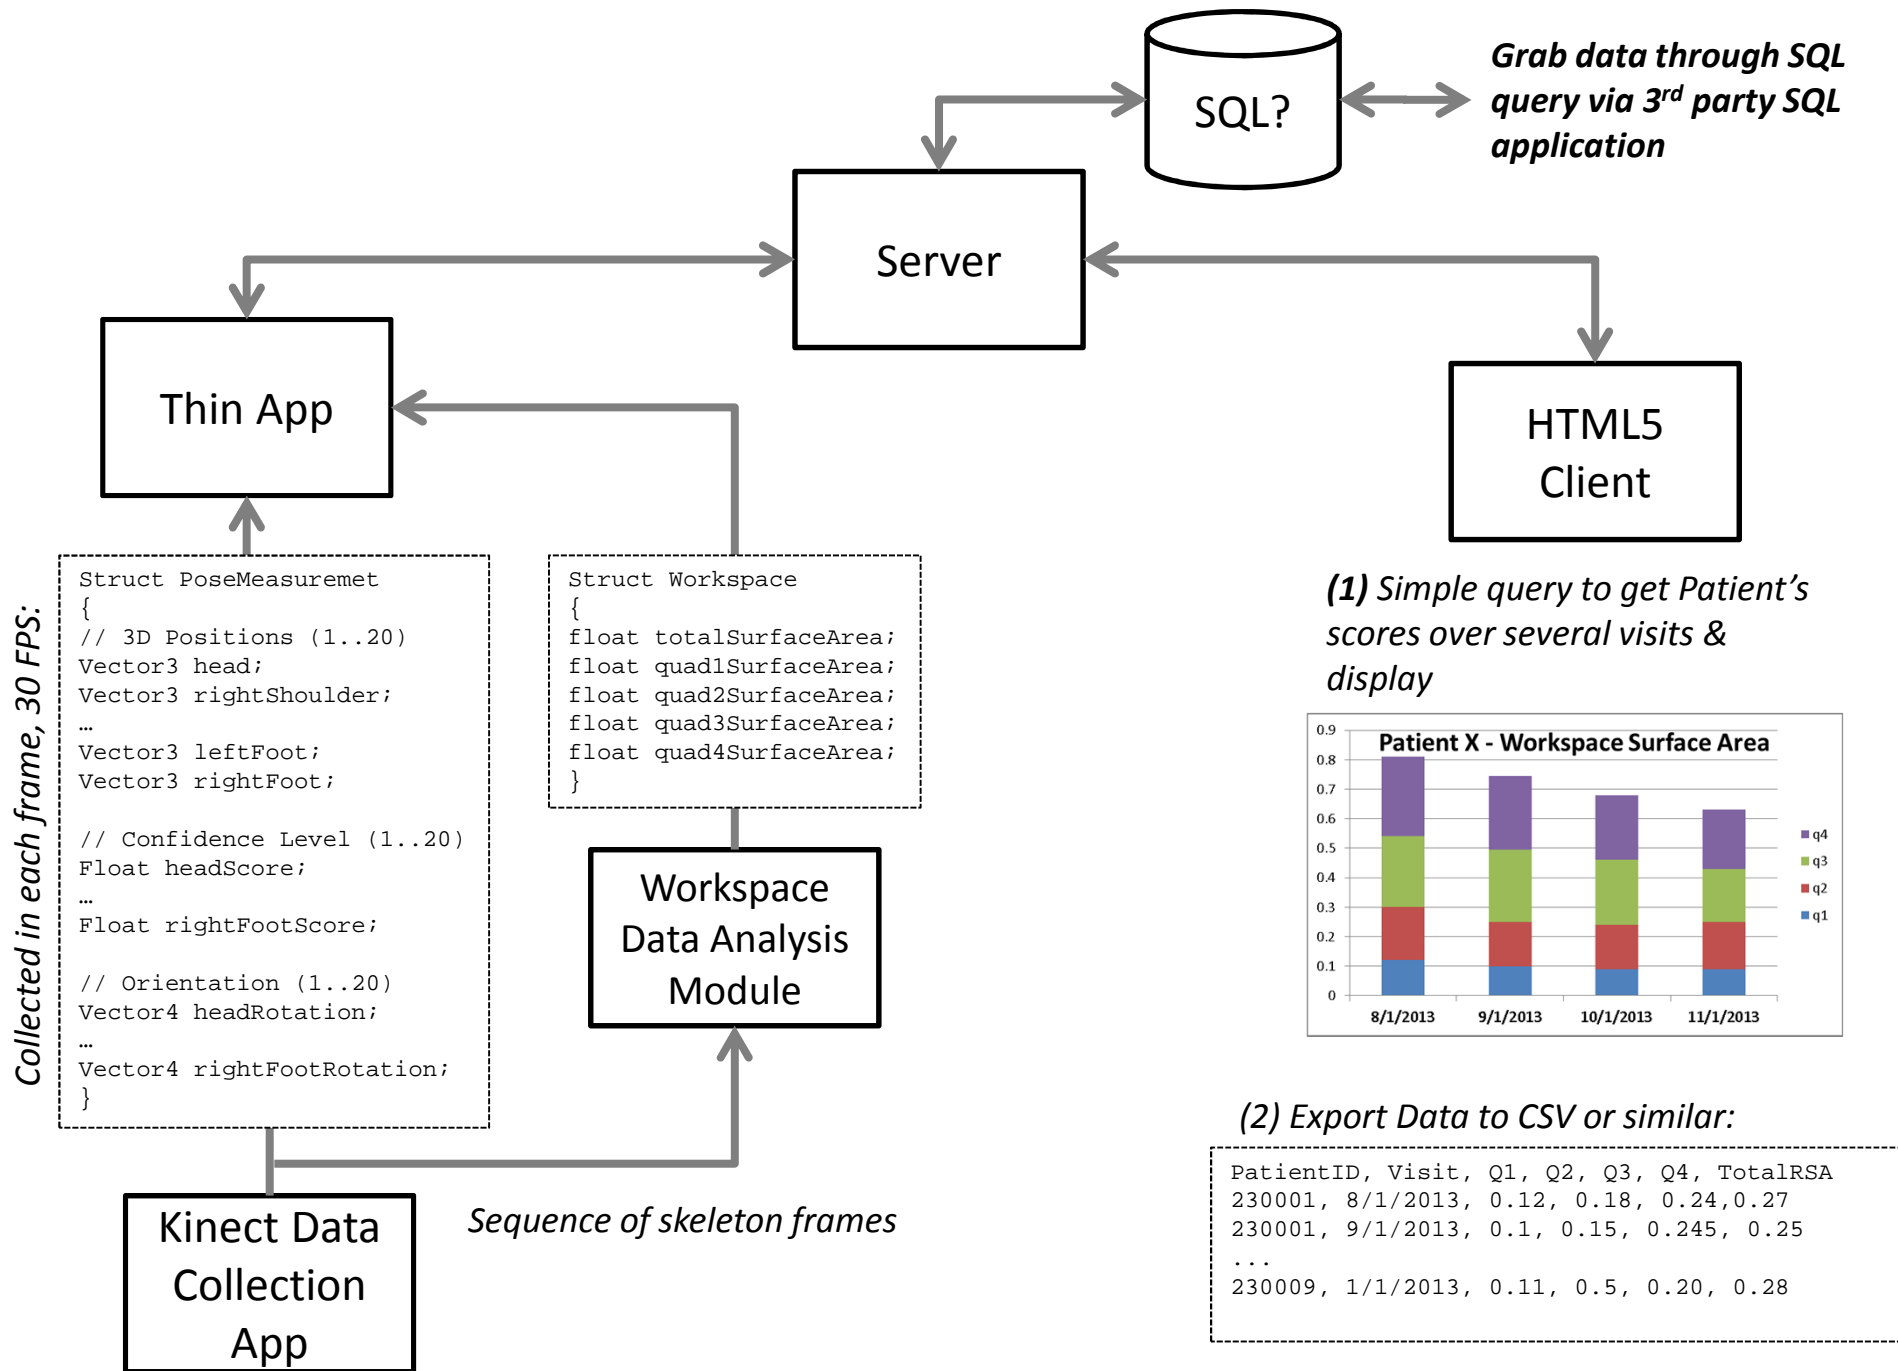 SQL?
Grab data through SQL
query via 3rd party SQL
application
Server
Thin App
HTML5
Client
Collected in each frame, 30 FPS:
Struct PoseMeasuremet
{
// 3D Positions (1..20)
Vector3 head;
Vector3 rightShoulder;
…
Vector3 leftFoot;
Vector3 rightFoot;
// Confidence Level (1..20)
Float headScore;
…
Float rightFootScore;
// Orientation (1..20)
Vector4 headRotation;
…
Vector4 rightFootRotation;
}
Struct Workspace
{
float totalSurfaceArea;
float quad1SurfaceArea;
float quad2SurfaceArea;
float quad3SurfaceArea;
float quad4SurfaceArea;
}
Workspace
Data Analysis
Module
Kinect Data
Collection
App
Sequence of skeleton frames
(1) Simple query to get Patient’s
scores over several visits &
display
Patient X - Workspace Surface Area
0.9
0.8
0.7
0.6
0.5
0.4
0.3
0.2
0.1
0
8/1/2013 9/1/2013 10/1/2013 11/1/2013
q4
q3
q2
q1
(2) Export Data to CSV or similar:
PatientID, Visit, Q1, Q2, Q3, Q4, TotalRSA
230001, 8/1/2013, 0.12, 0.18, 0.24,0.27
230001, 9/1/2013, 0.1, 0.15, 0.245, 0.25
...
230009, 1/1/2013, 0.11, 0.5, 0.20, 0.28